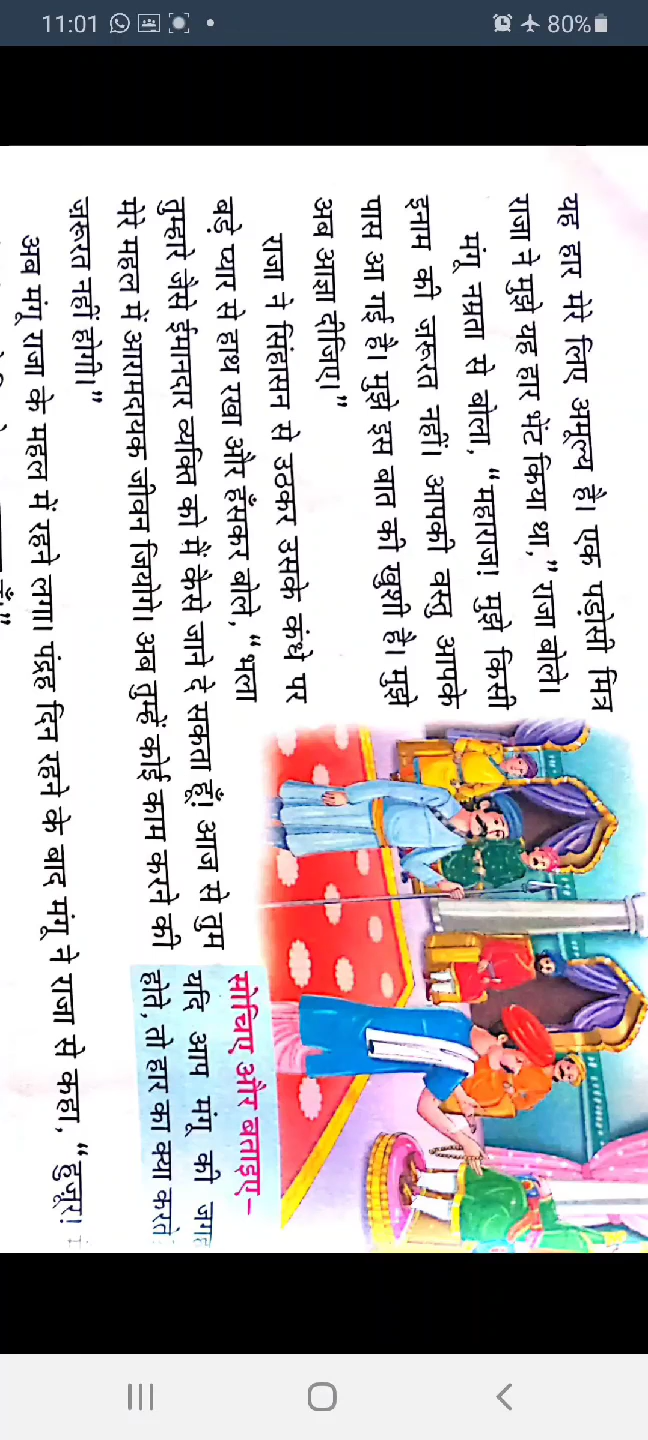 11:01
80%
यह हार मेरे लिए अमूल्य है। एक पड़ोसी मित्र
राजा ने मुझे यह हार भेंट किया था,” राजा बोले।
मंगू नम्रता से बोला, “महाराज! मुझे किसी
इनाम की ज़रूरत नहीं। आपकी वस्तु आपके
पास आ गई है। मुझे इस बात की खुशी है। मुझे
अब आज्ञा दीजिए।”
राजा ने सिंहासन से उठकर उसके कंधे पर
बड़े प्यार से हाथ रखा और हँसकर बोले, “भला
तुम्हारे जैसे ईमानदार व्यक्ति को मैं कैसे जाने दे सकता हूँ! आज से तुम
मेरे महल में आरामदायक जीवन जियोगे। अब तुम्हें कोई काम करने की
ज़रूरत नहीं होगी।”
सोचिए और बताइए–
यदि आप मंगू की जगह
होते, तो हार का क्या करते
अब मंगू राजा के महल में रहने लगा। पंद्रह दिन रहने के बाद मंगू ने राजा से कहा, “हुज़ूर!